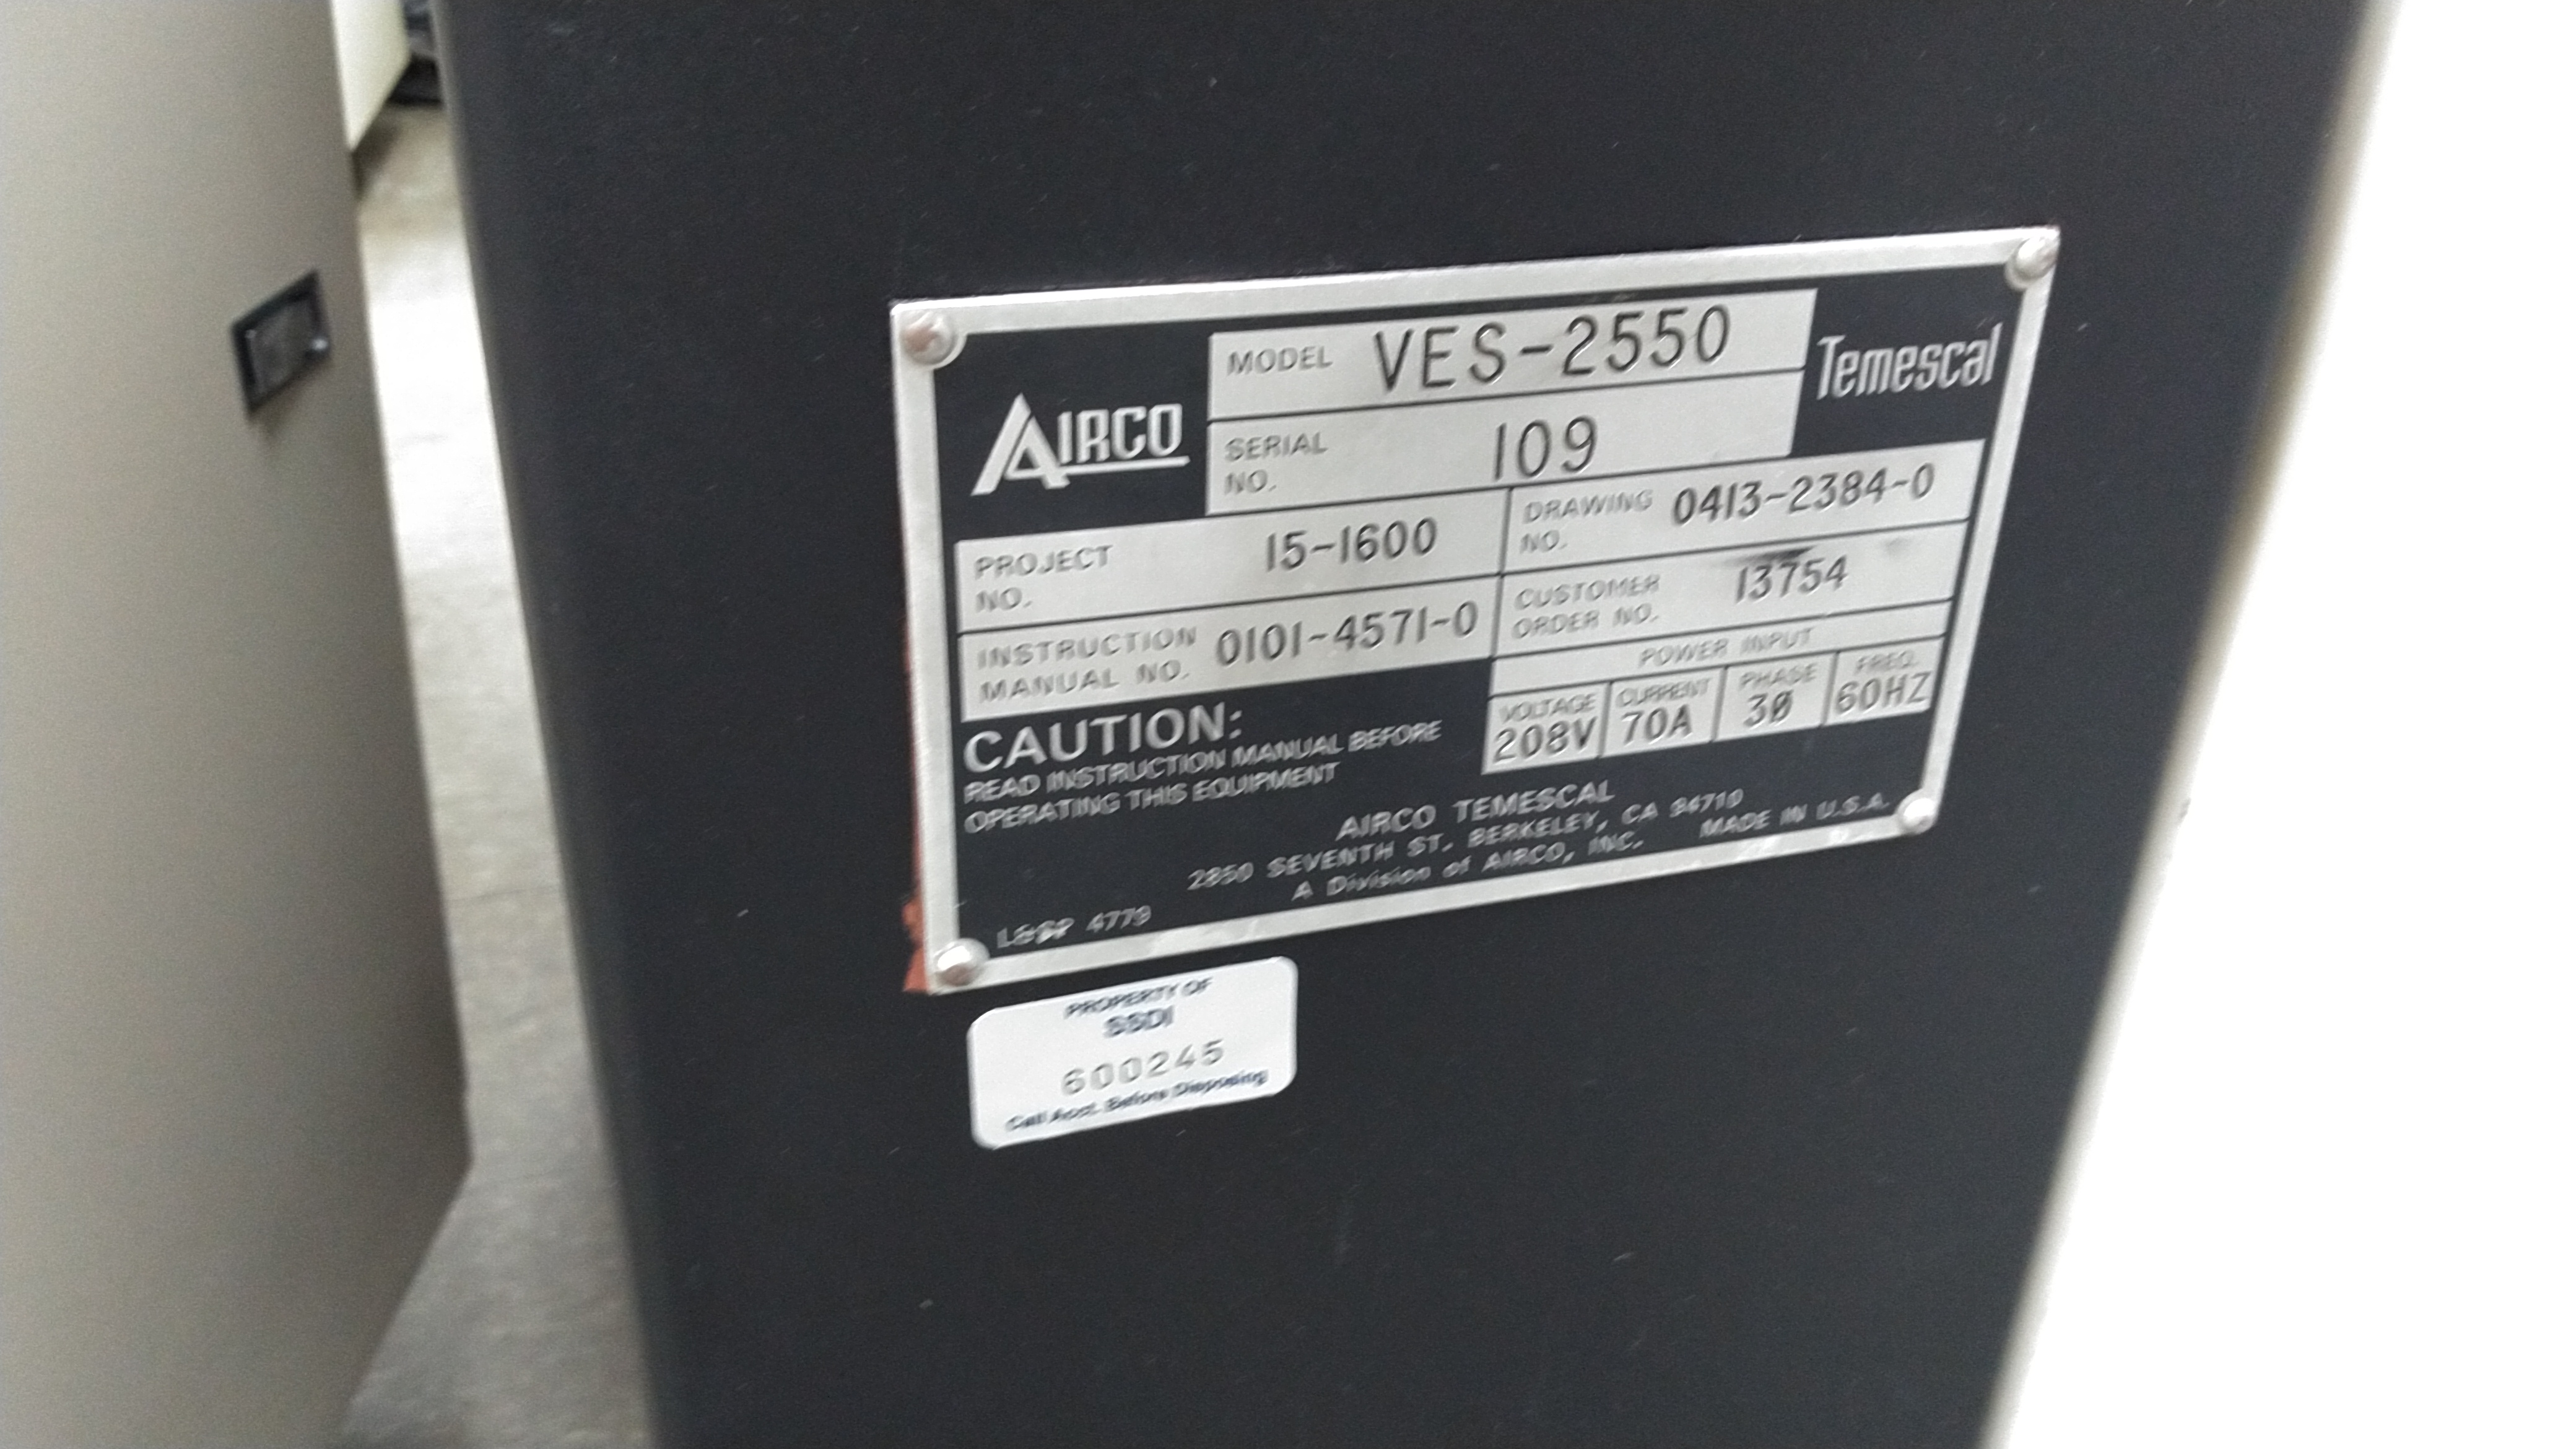 AIRCO
MODEL VES-2550
Temescal
SERIAL NO. 109
PROJECT NO. 15-1600
DRAWING NO. 0413-2384-0
INSTRUCTION MANUAL NO. 0101-4571-0
CUSTOMER ORDER NO. 13754
POWER INPUT
VOLTAGE CURRENT PHASE FREQ.
208V 70A 3Ø 60HZ
CAUTION:
READ INSTRUCTION MANUAL BEFORE
OPERATING THIS EQUIPMENT
AIRCO TEMESCAL
2850 SEVENTH ST. BERKELEY, CA 94710
A Division of AIRCO, INC. MADE IN U.S.A.
4779
PROPERTY OF
SSDI
600245
Call Acct. Before Disposing